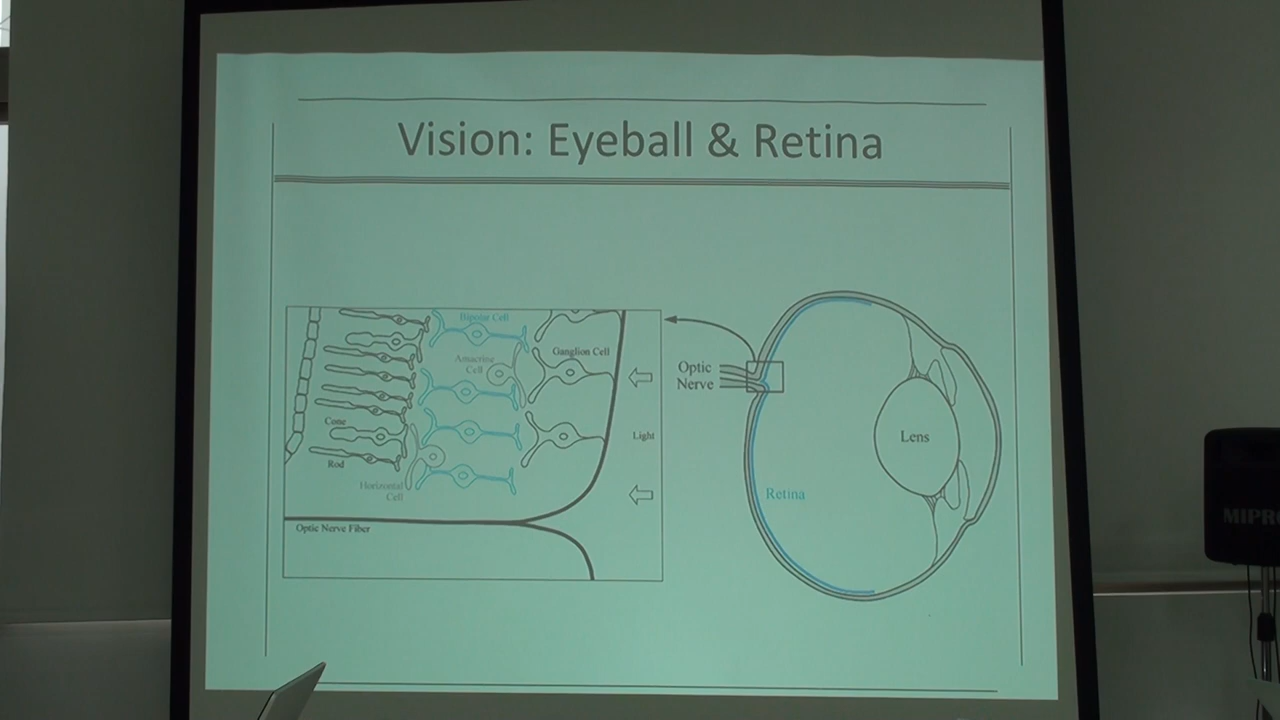 Vision: Eyeball & Retina
Bipolar Cell
Amacrine
Cell
Ganglion Cell
Cone
Rod
Horizontal
Cell
Light
Optic Nerve Fiber
Optic
Nerve
Lens
Retina
MIPR